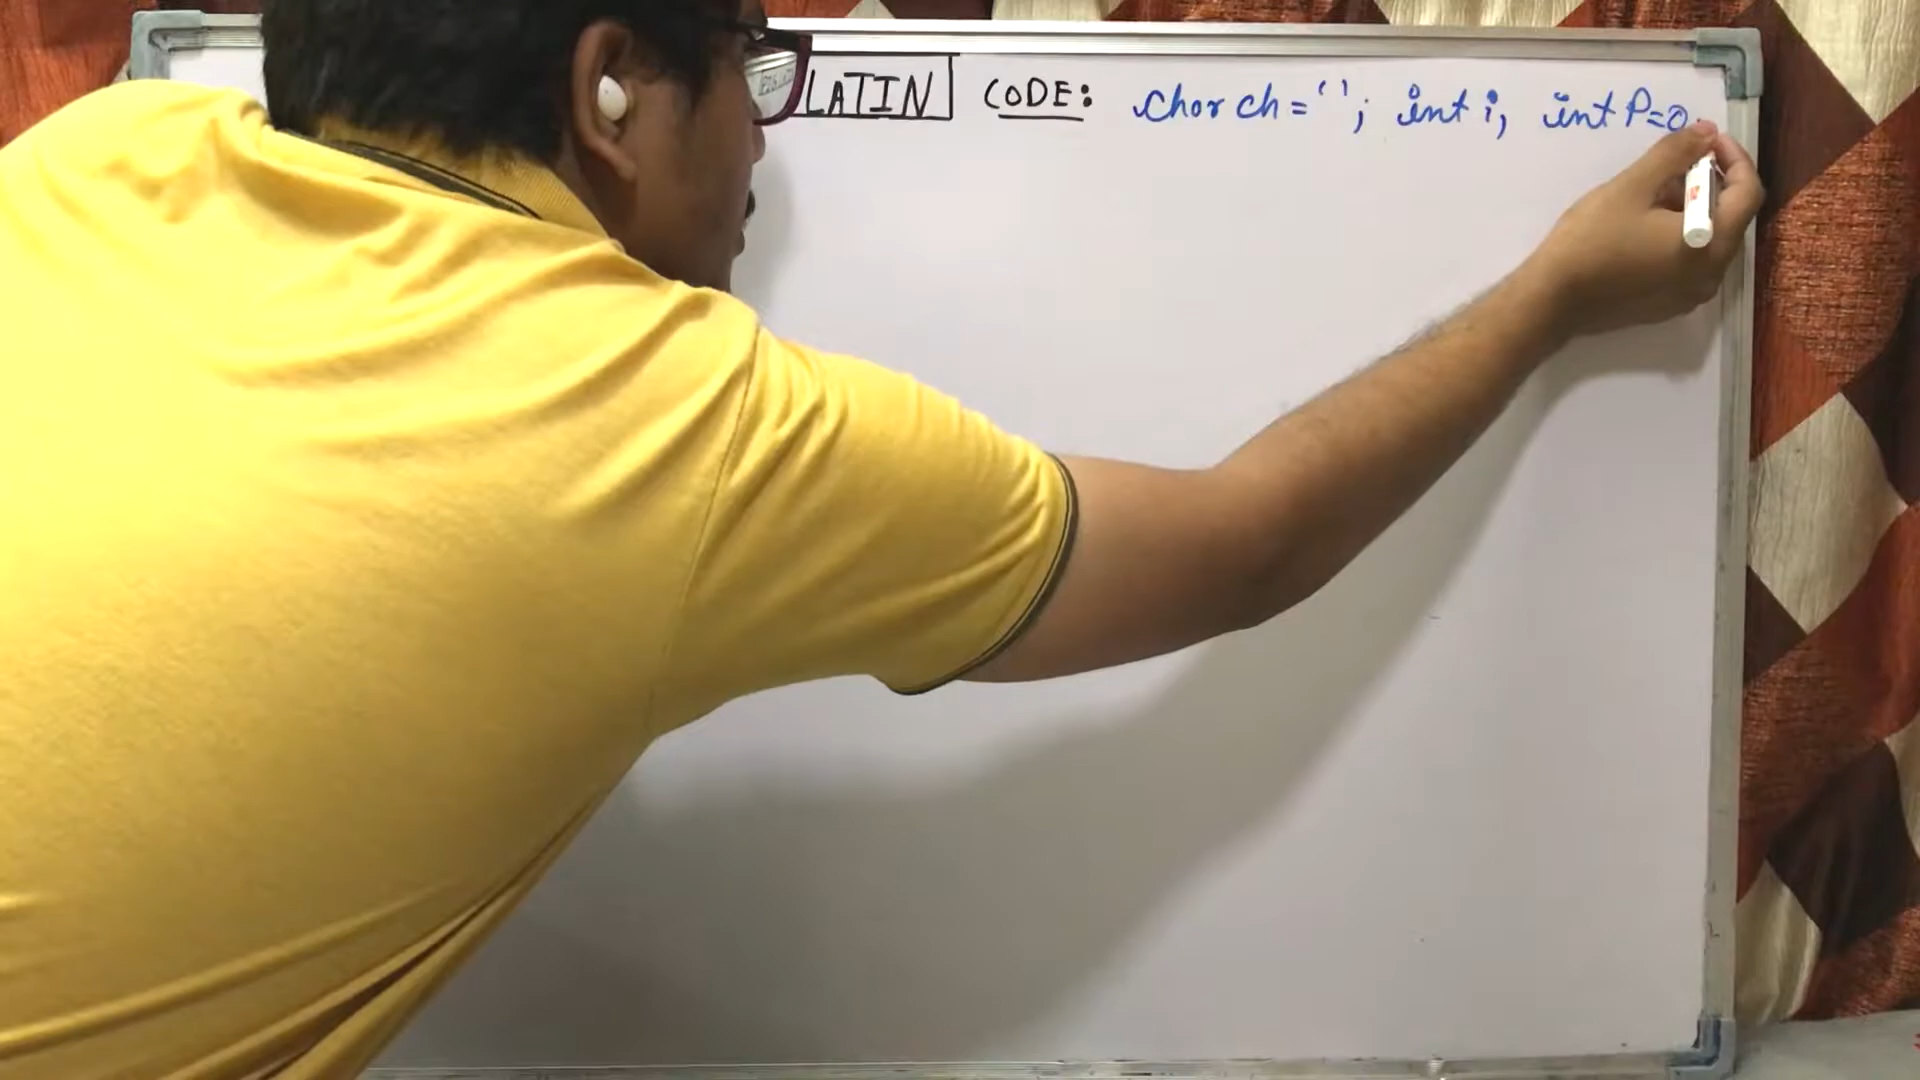 LATIN CODE: char ch = ' '; int i; int P=0;